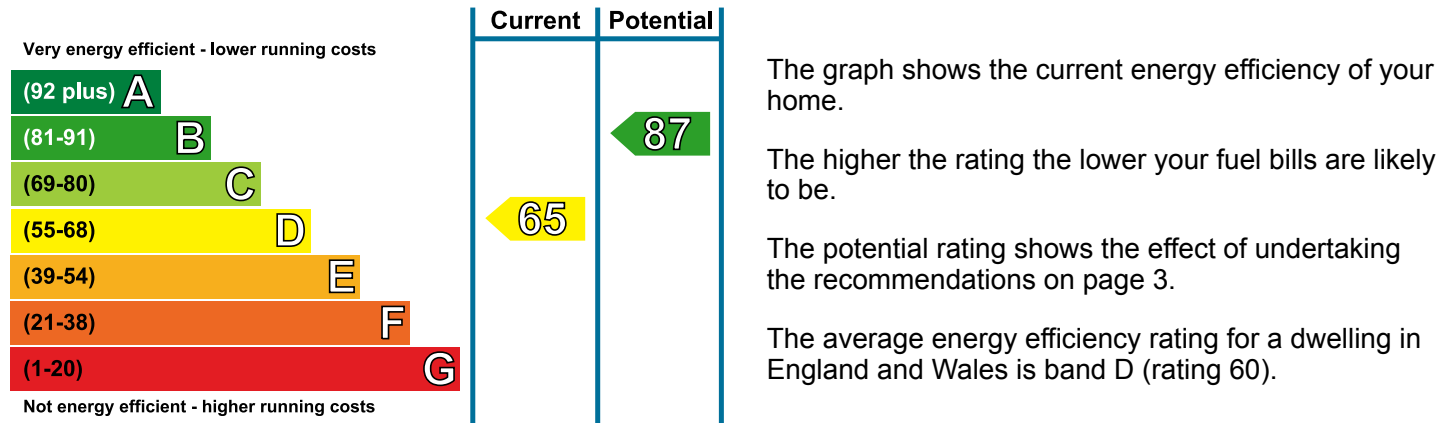 Current Potential
Very energy efficient - lower running costs
(92 plus) A
(81-91) B
87
(69-80) C
(55-68) D
65
(39-54) E
(21-38) F
(1-20) G
Not energy efficient - higher running costs
The graph shows the current energy efficiency of your
home.
The higher the rating the lower your fuel bills are likely
to be.
The potential rating shows the effect of undertaking
the recommendations on page 3.
The average energy efficiency rating for a dwelling in
England and Wales is band D (rating 60).